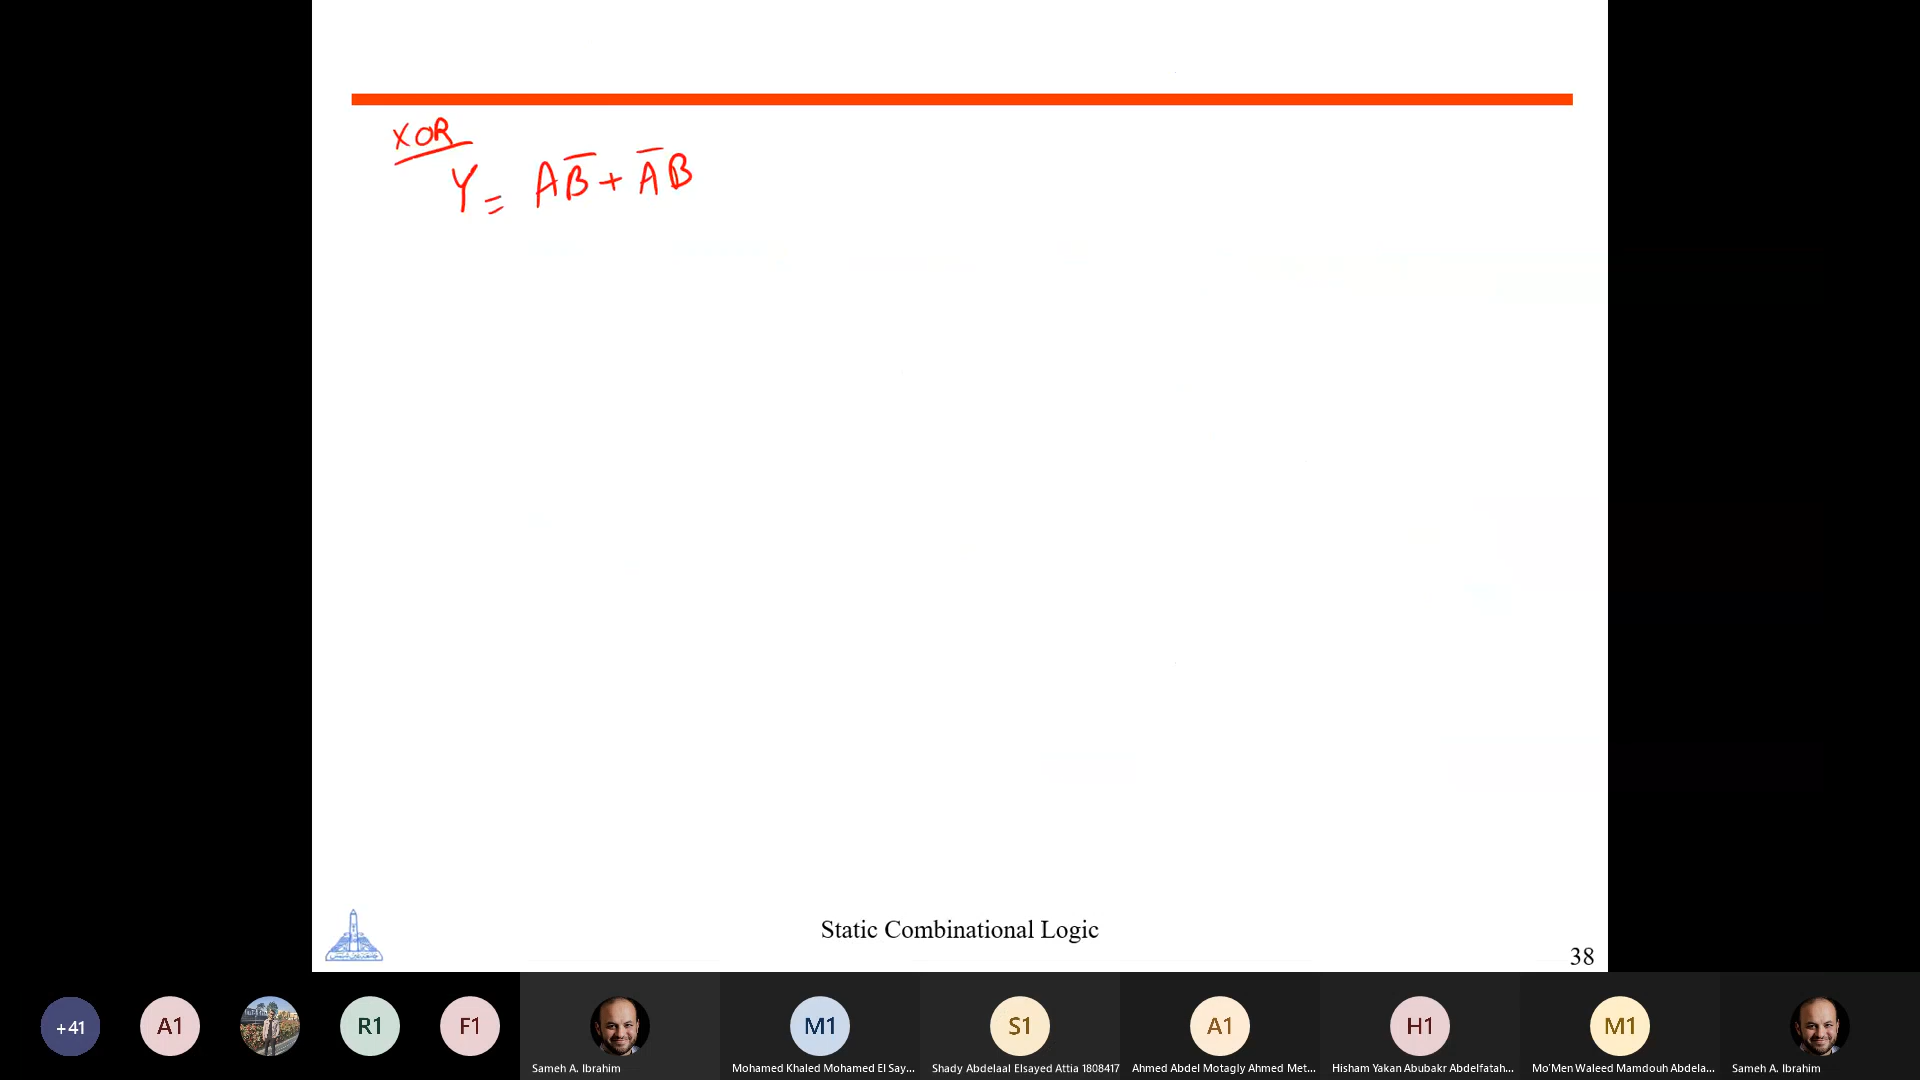 XOR
Y = AB̅ + A̅B
Static Combinational Logic
38
+41
A1
R1
F1
M1
S1
A1
H1
M1
Sameh A. Ibrahim
Mohamed Khaled Mohamed El Say...
Shady Abdelaal Elsayed Attia 1808417
Ahmed Abdel Motagly Ahmed Met...
Hisham Yakan Abubakr Abdelfatah...
Mo'Men Waleed Mamdouh Abdela...
Sameh A. Ibrahim